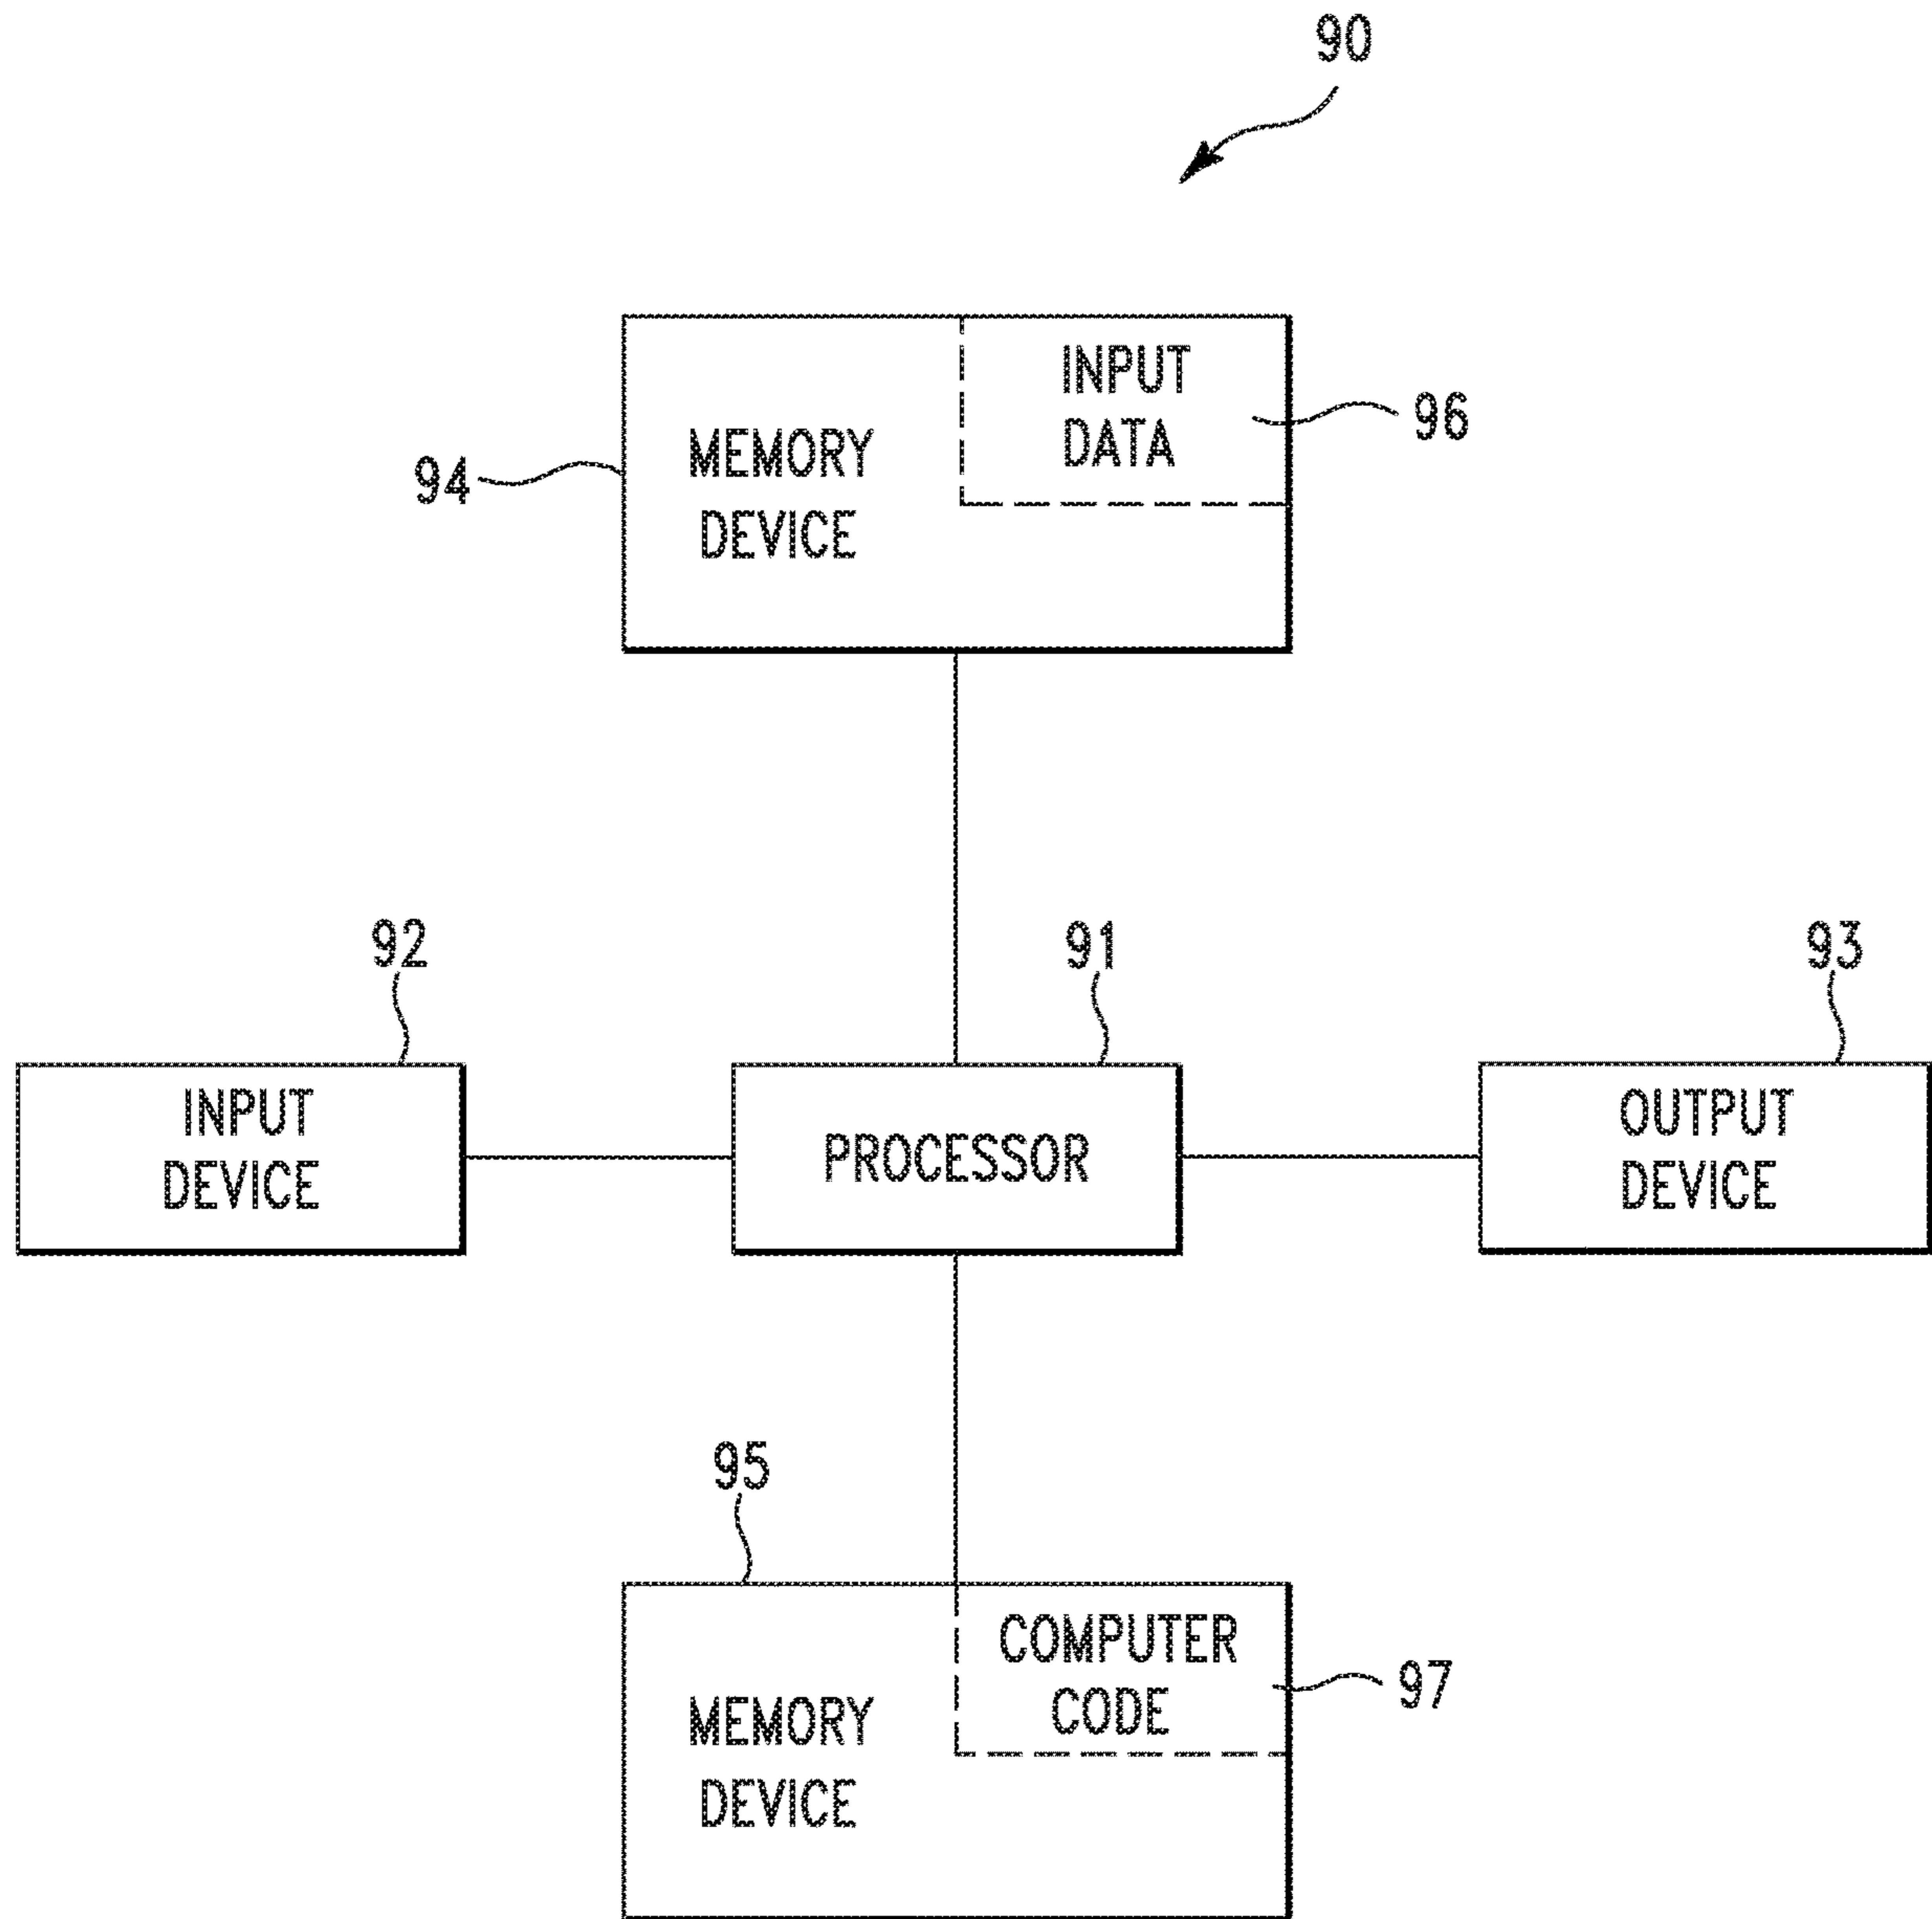 90
INPUT
DATA
96
MEMORY
DEVICE
94
92
91
93
INPUT
DEVICE
PROCESSOR
OUTPUT
DEVICE
95
COMPUTER
CODE
97
MEMORY
DEVICE